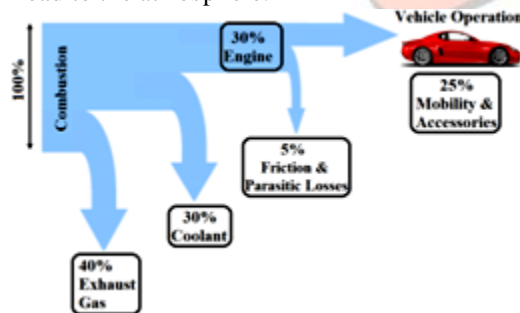 Vehicle Operation
30%
Engine
100%
Combustion
25%
Mobility &
Accessories
5%
Friction &
Parasitic Losses
30%
Coolant
40%
Exhaust
Gas